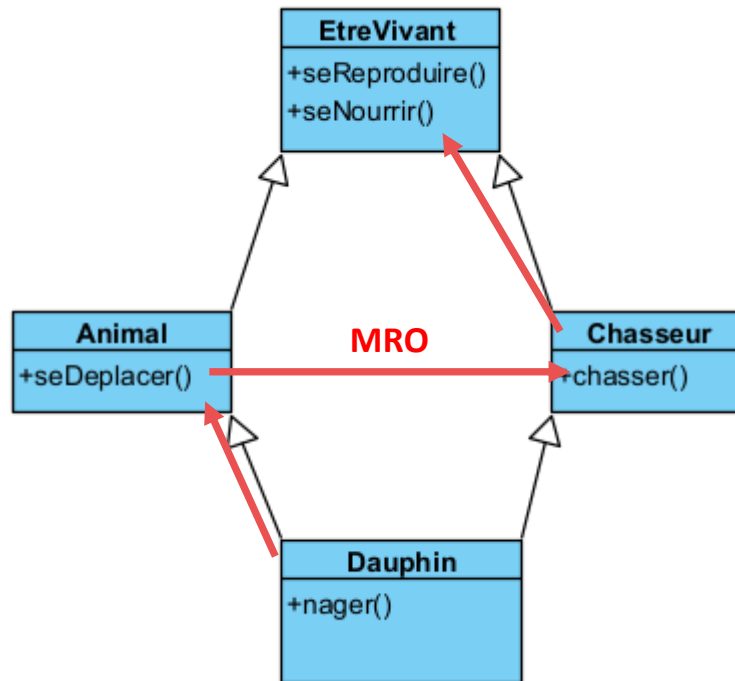 EtreVivant
+seReproduire()
+seNourrir()
Animal
+seDeplacer()
MRO
Chasseur
+chasser()
Dauphin
+nager()